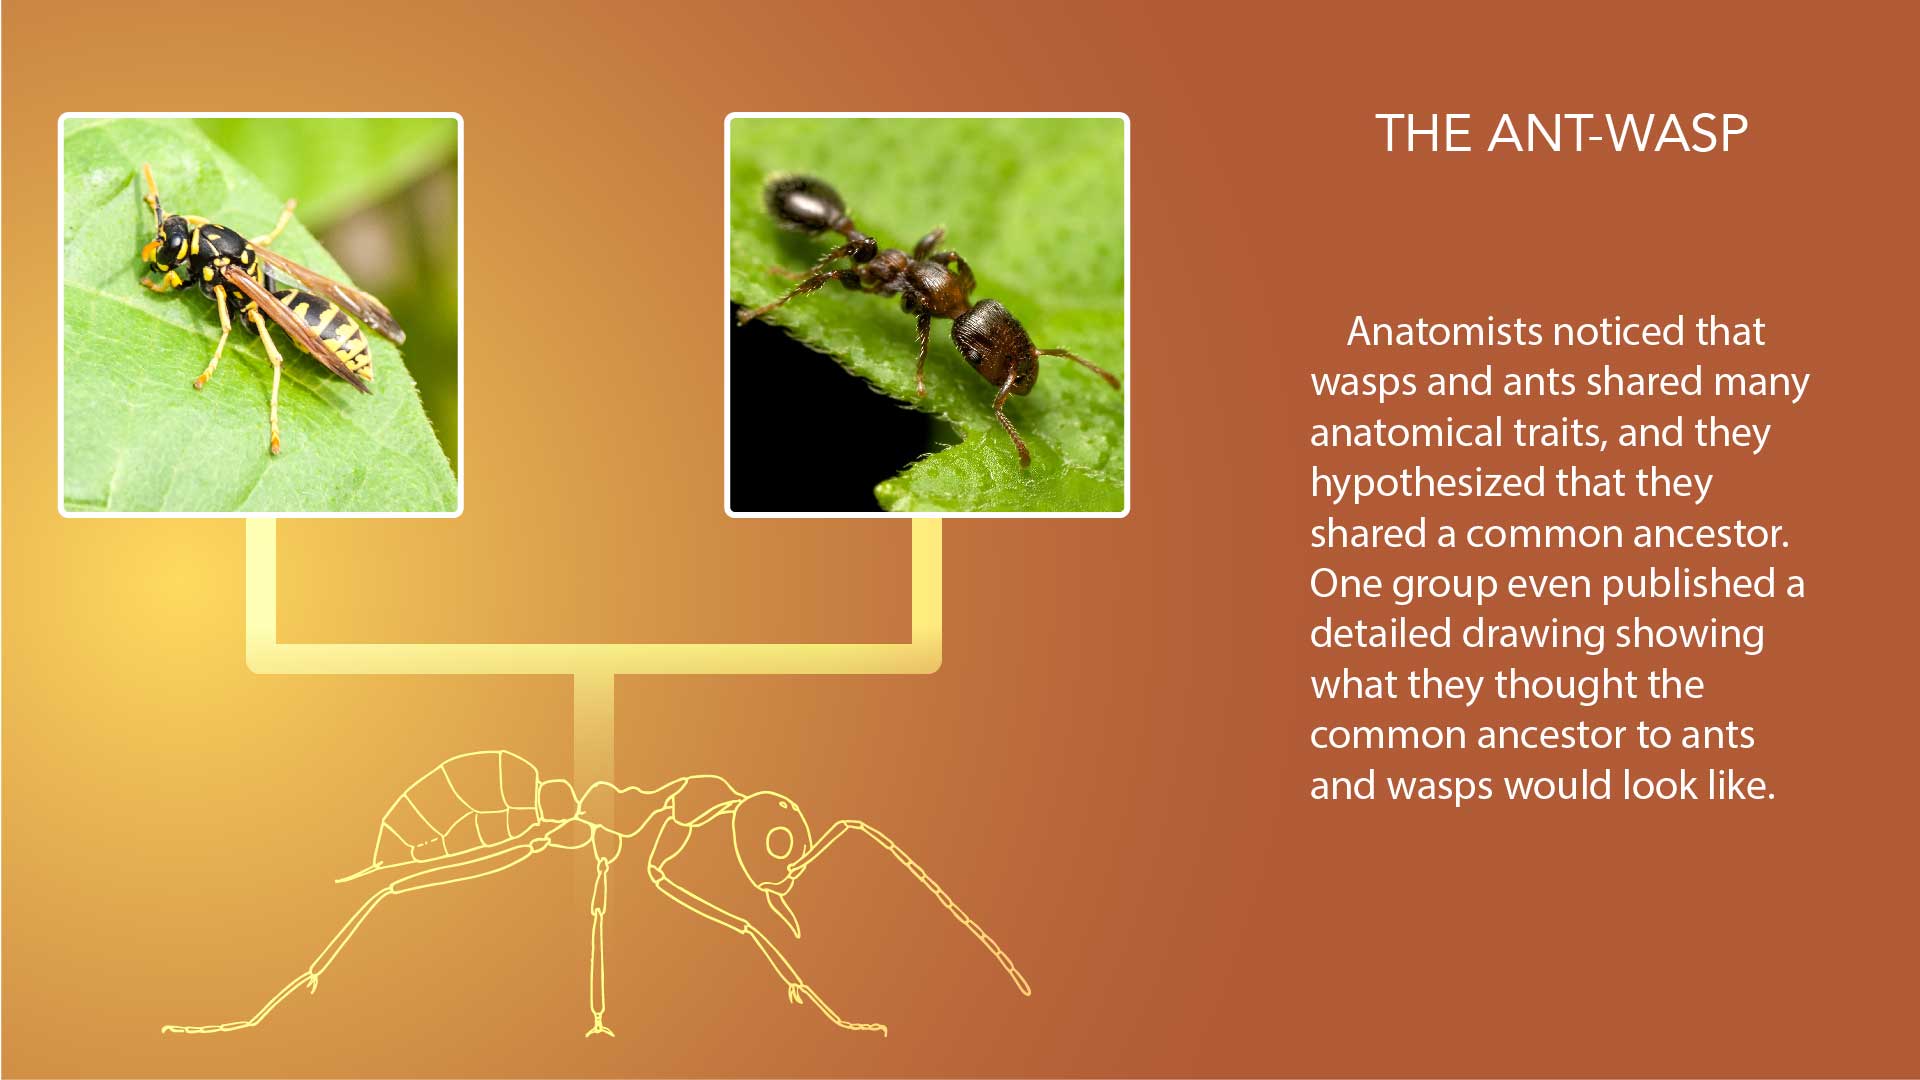 THE ANT-WASP
Anatomists noticed that
wasps and ants shared many
anatomical traits, and they
hypothesized that they
shared a common ancestor.
One group even published a
detailed drawing showing
what they thought the
common ancestor to ants
and wasps would look like.